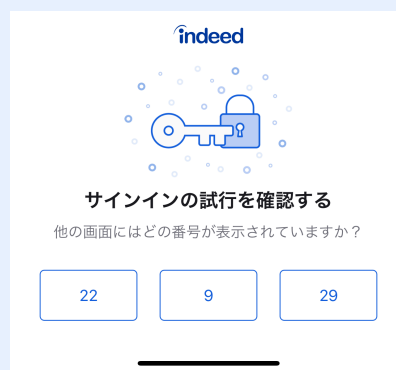 indeed
サインインの試行を確認する
他の画面にはどの番号が表示されていますか？
22
9
29